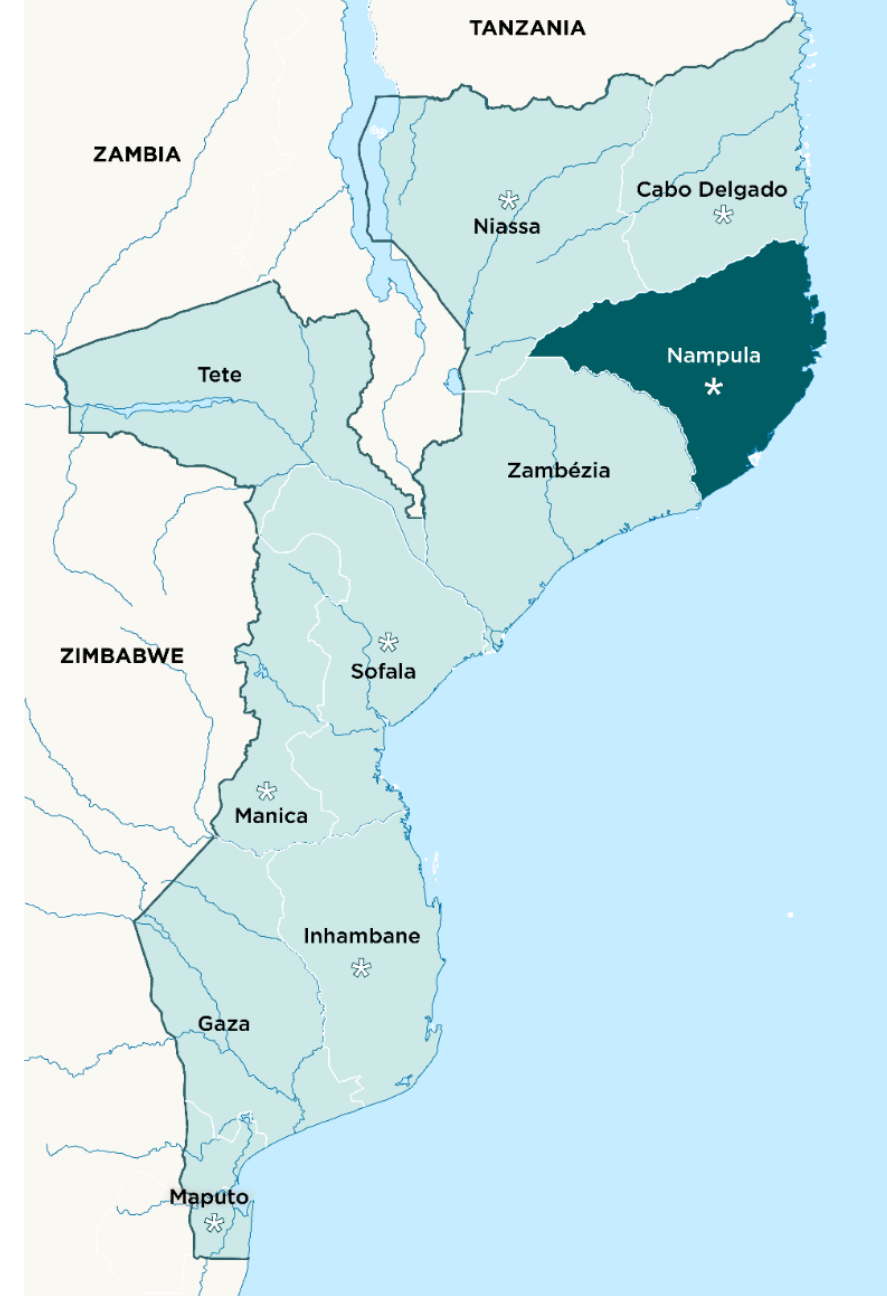 TANZANIA
ZAMBIA
Cabo Delgado
*
Niassa
*
Nampula
*
Tete
Zambézia
ZIMBABWE
*
Sofala
*
Manica
Inhambane
*
Gaza
Maputo
*